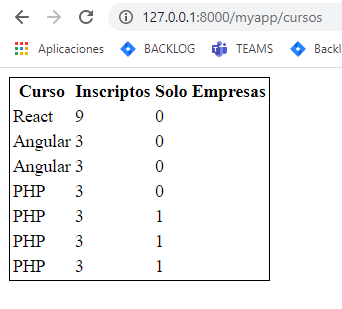 127.0.0.1:8000/myapp/cursos
Aplicaciones BACKLOG TEAMS Backl
Curso Inscriptos Solo Empresas
React 9 0
Angular 3 0
Angular 3 0
PHP 3 0
PHP 3 1
PHP 3 1
PHP 3 1